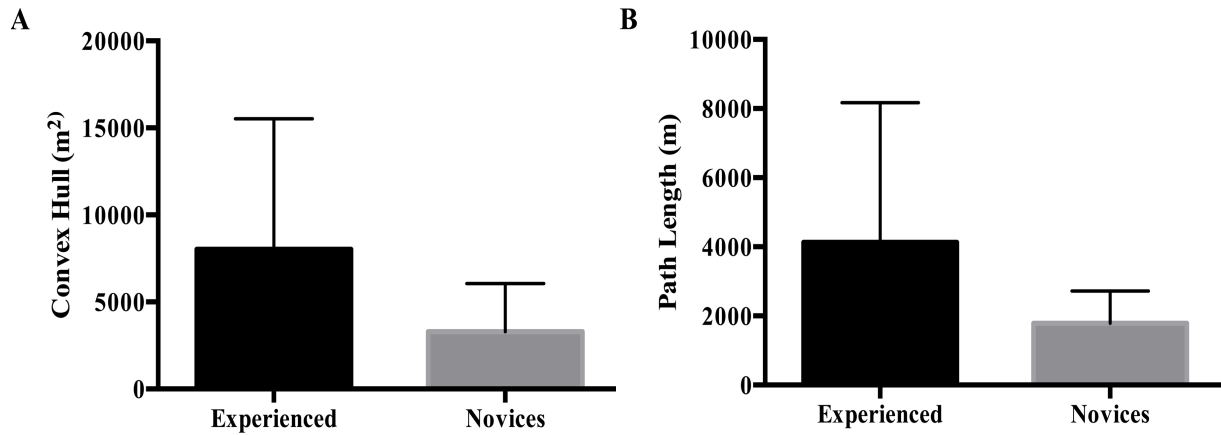 A
Convex Hull (m²)
20000
15000
10000
5000
0
Experienced
Novices
B
Path Length (m)
10000
8000
6000
4000
2000
0
Experienced
Novices